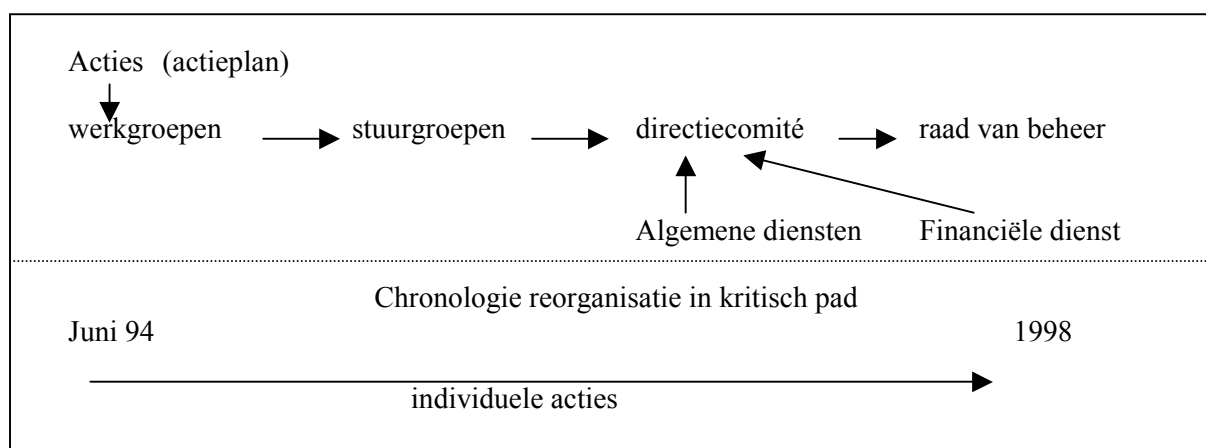 Acties (actieplan)
werkgroepen stuurgroepen directiecomité raad van beheer
Algemene diensten Financiële dienst
Chronologie reorganisatie in kritisch pad
Juni 94 1998
individuele acties